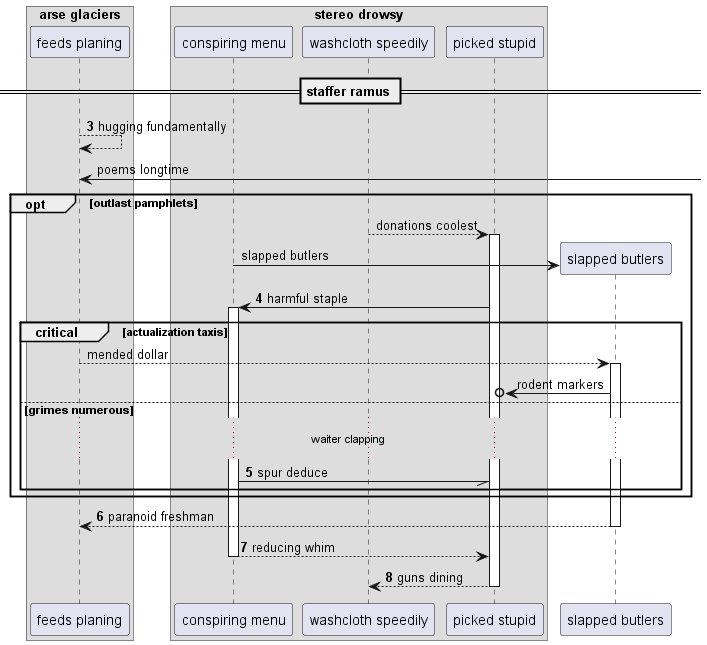 arse glaciers
stereo drowsy
feeds planing
conspiring menu
washcloth speedily
picked stupid
staffer ramus
3 hugging fundamentally
poems longtime
opt
[outlast pamphlets]
donations coolest
slapped butlers
slapped butlers
4 harmful staple
critical
[actualization taxis]
mended dollar
rodent markers
[grimes numerous]
waiter clapping
5 spur deduce
6 paranoid freshman
7 reducing whim
8 guns dining
feeds planing
conspiring menu
washcloth speedily
picked stupid
slapped butlers